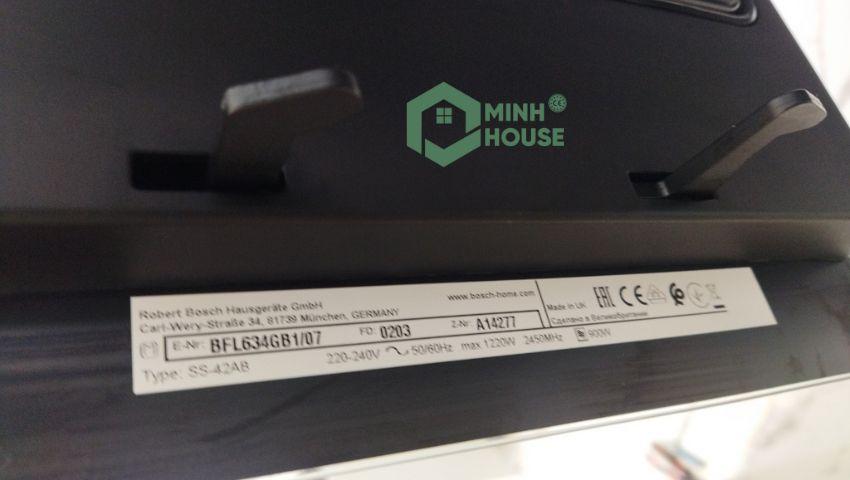 MINH
HOUSE
Robert Bosch Hausgeräte GmbH
Carl-Wery-Straße 34, 81739 München, GERMANY
www.bosch-home.com
E-Nr: BFL634GB1/07 FD: 0203 Z-Nr: A14277
Type: SS-42AB 220-240V 50/60Hz max 1220W 2450MHz 900W
Made in UK
Сделано в Великобритании
EAC CE